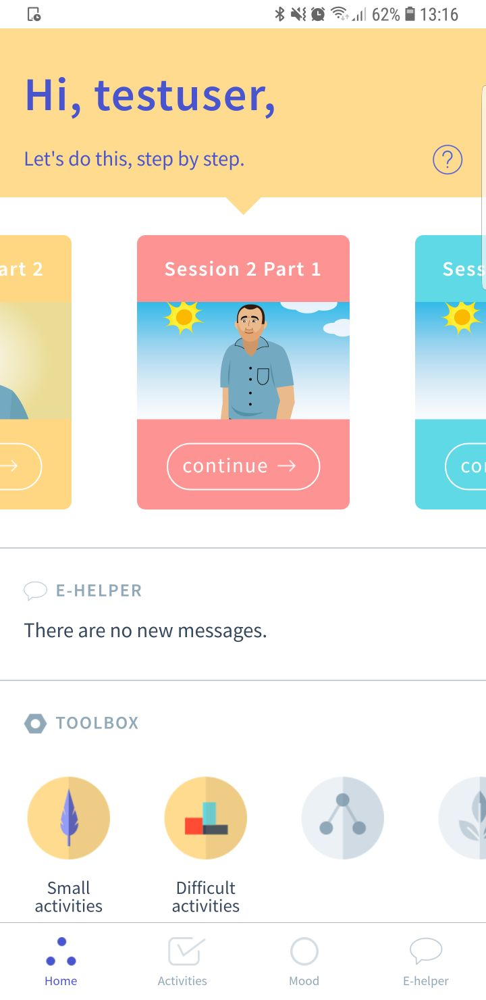 62% 13:16
Hi, testuser,
Let's do this, step by step.
?
art 2
Session 2 Part 1
Sess
continue →
E-HELPER
There are no new messages.
TOOLBOX
Small
activities
Difficult
activities
Home
Activities
Mood
E-helper